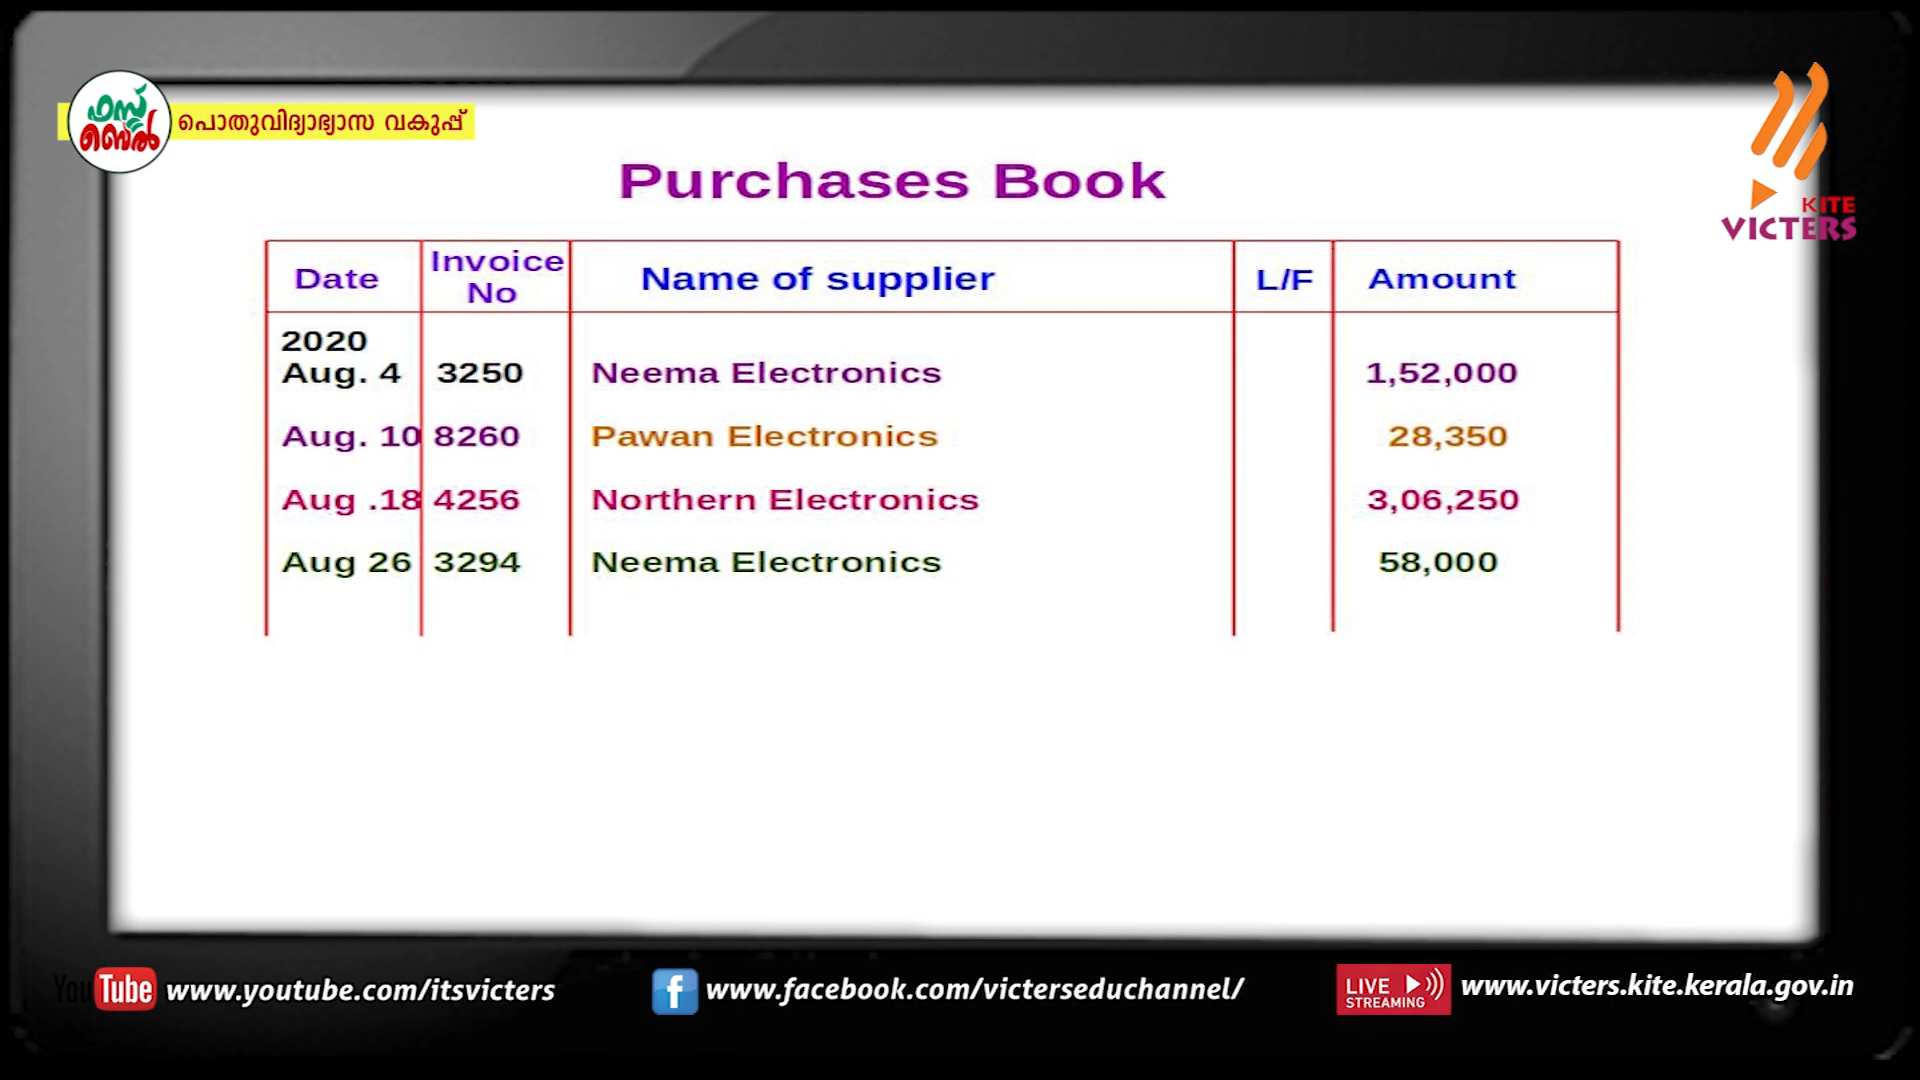 ഫസ്റ്റ്
ബെൽ
പൊതുവിദ്യാഭ്യാസ വകുപ്പ്
KITE
VICTERS
Purchases Book
Date Invoice No Name of supplier L/F Amount
2020
Aug. 4 3250 Neema Electronics 1,52,000
Aug. 10 8260 Pawan Electronics 28,350
Aug .18 4256 Northern Electronics 3,06,250
Aug 26 3294 Neema Electronics 58,000
YouTube www.youtube.com/itsvicters
f www.facebook.com/victerseduchannel/
LIVE STREAMING www.victers.kite.kerala.gov.in